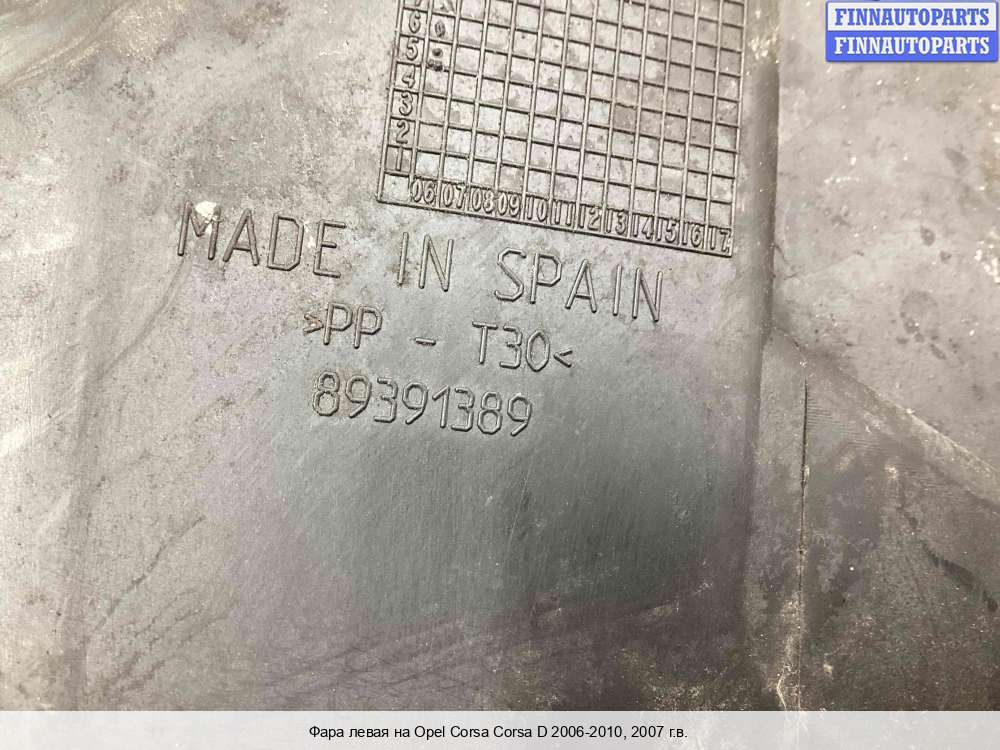 FINNAUTOPARTS
FINNAUTOPARTS
6
5
4
3
2
1
06 07 08 09 10 11 12 13 14 15 16 17
MADE IN SPAIN
>PP - T30<
89391389
Фара левая на Opel Corsa Corsa D 2006-2010, 2007 г.в.